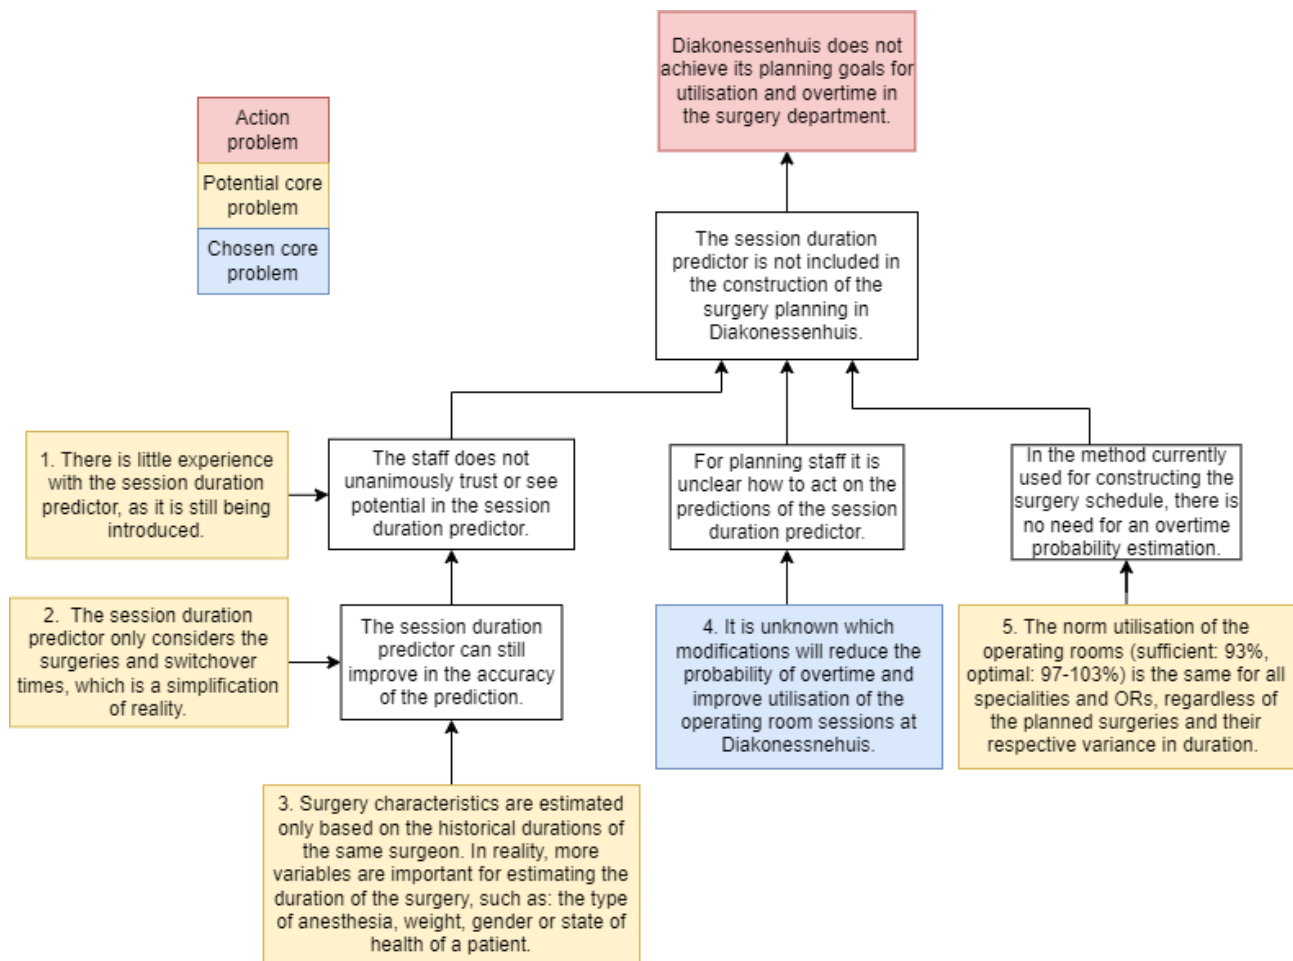 Diakonessenhuis does not
achieve its planning goals for
utilisation and overtime in
the surgery department.
Action
problem
Potential core
problem
Chosen core
problem
The session duration
predictor is not included in
the construction of the
surgery planning in
Diakonessenhuis.
1. There is little experience
with the session duration
predictor, as it is still being
introduced.
The staff does not
unanimously trust or see
potential in the session
duration predictor.
For planning staff it is
unclear how to act on the
predictions of the session
duration predictor.
In the method currently
used for constructing the
surgery schedule, there is
no need for an overtime
probability estimation.
2. The session duration
predictor only considers the
surgeries and switchover
times, which is a simplification
of reality.
The session duration
predictor can still
improve in the accuracy
of the prediction.
4. It is unknown which
modifications will reduce the
probability of overtime and
improve utilisation of the
operating room sessions at
Diakonessnehuis.
5. The norm utilisation of the
operating rooms (sufficient: 93%,
optimal: 97-103%) is the same for all
specialities and ORs, regardless of
the planned surgeries and their
respective variance in duration.
3. Surgery characteristics are estimated
only based on the historical durations of
the same surgeon. In reality, more
variables are important for estimating the
duration of the surgery, such as: the type
of anesthesia, weight, gender or state of
health of a patient.